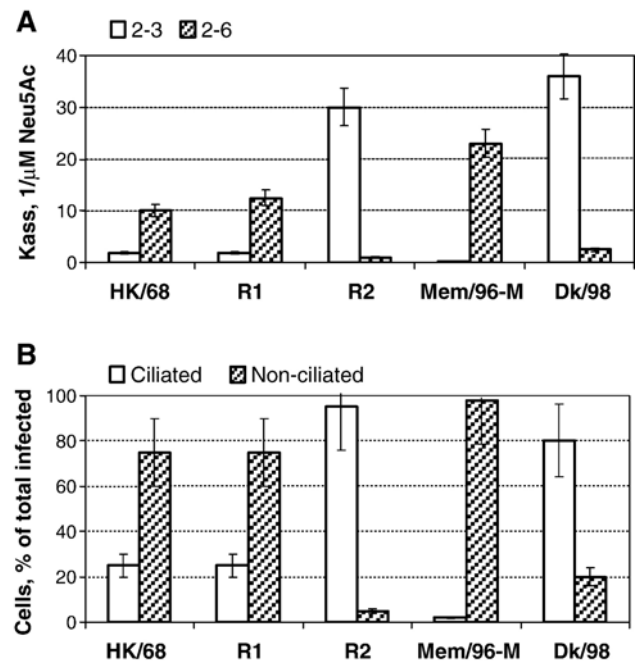 A
2-3 2-6
Kass, 1/μM Neu5Ac
40
30
20
10
0
HK/68 R1 R2 Mem/96-M Dk/98
B
Ciliated Non-ciliated
Cells, % of total infected
100
80
60
40
20
0
HK/68 R1 R2 Mem/96-M Dk/98